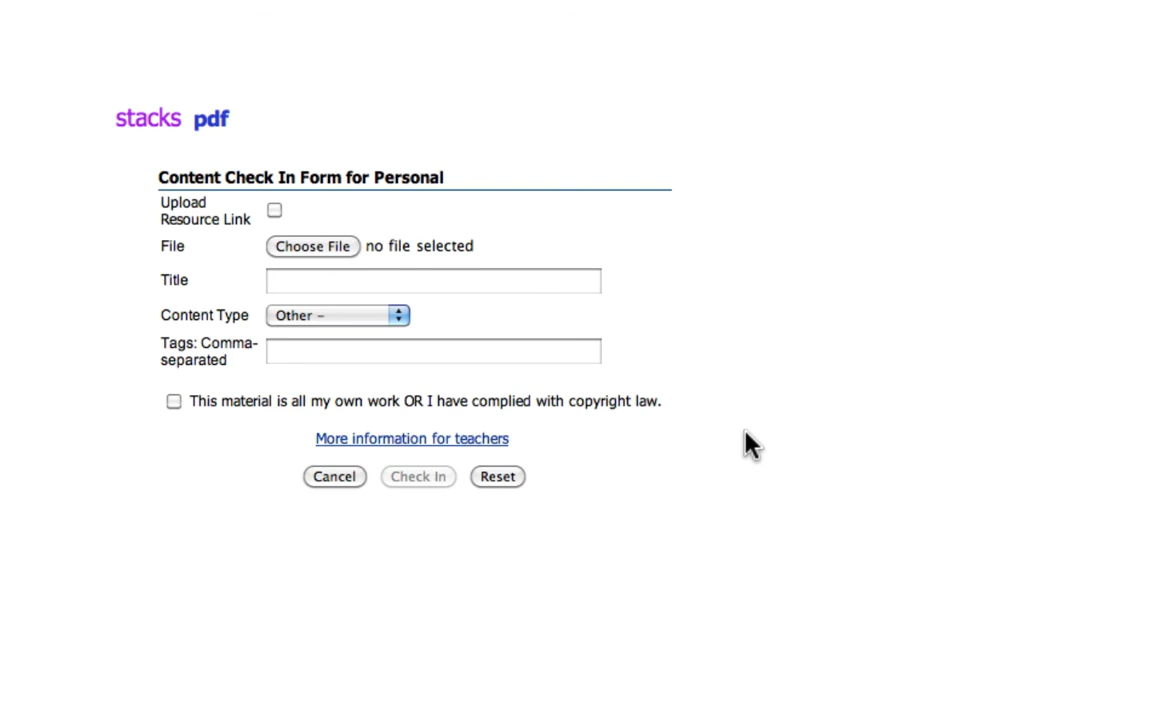 stacks pdf
Content Check In Form for Personal
Upload
Resource Link
File Choose File no file selected
Title
Content Type Other –
Tags: Comma-
separated
This material is all my own work OR I have complied with copyright law.
More information for teachers
Cancel Check In Reset